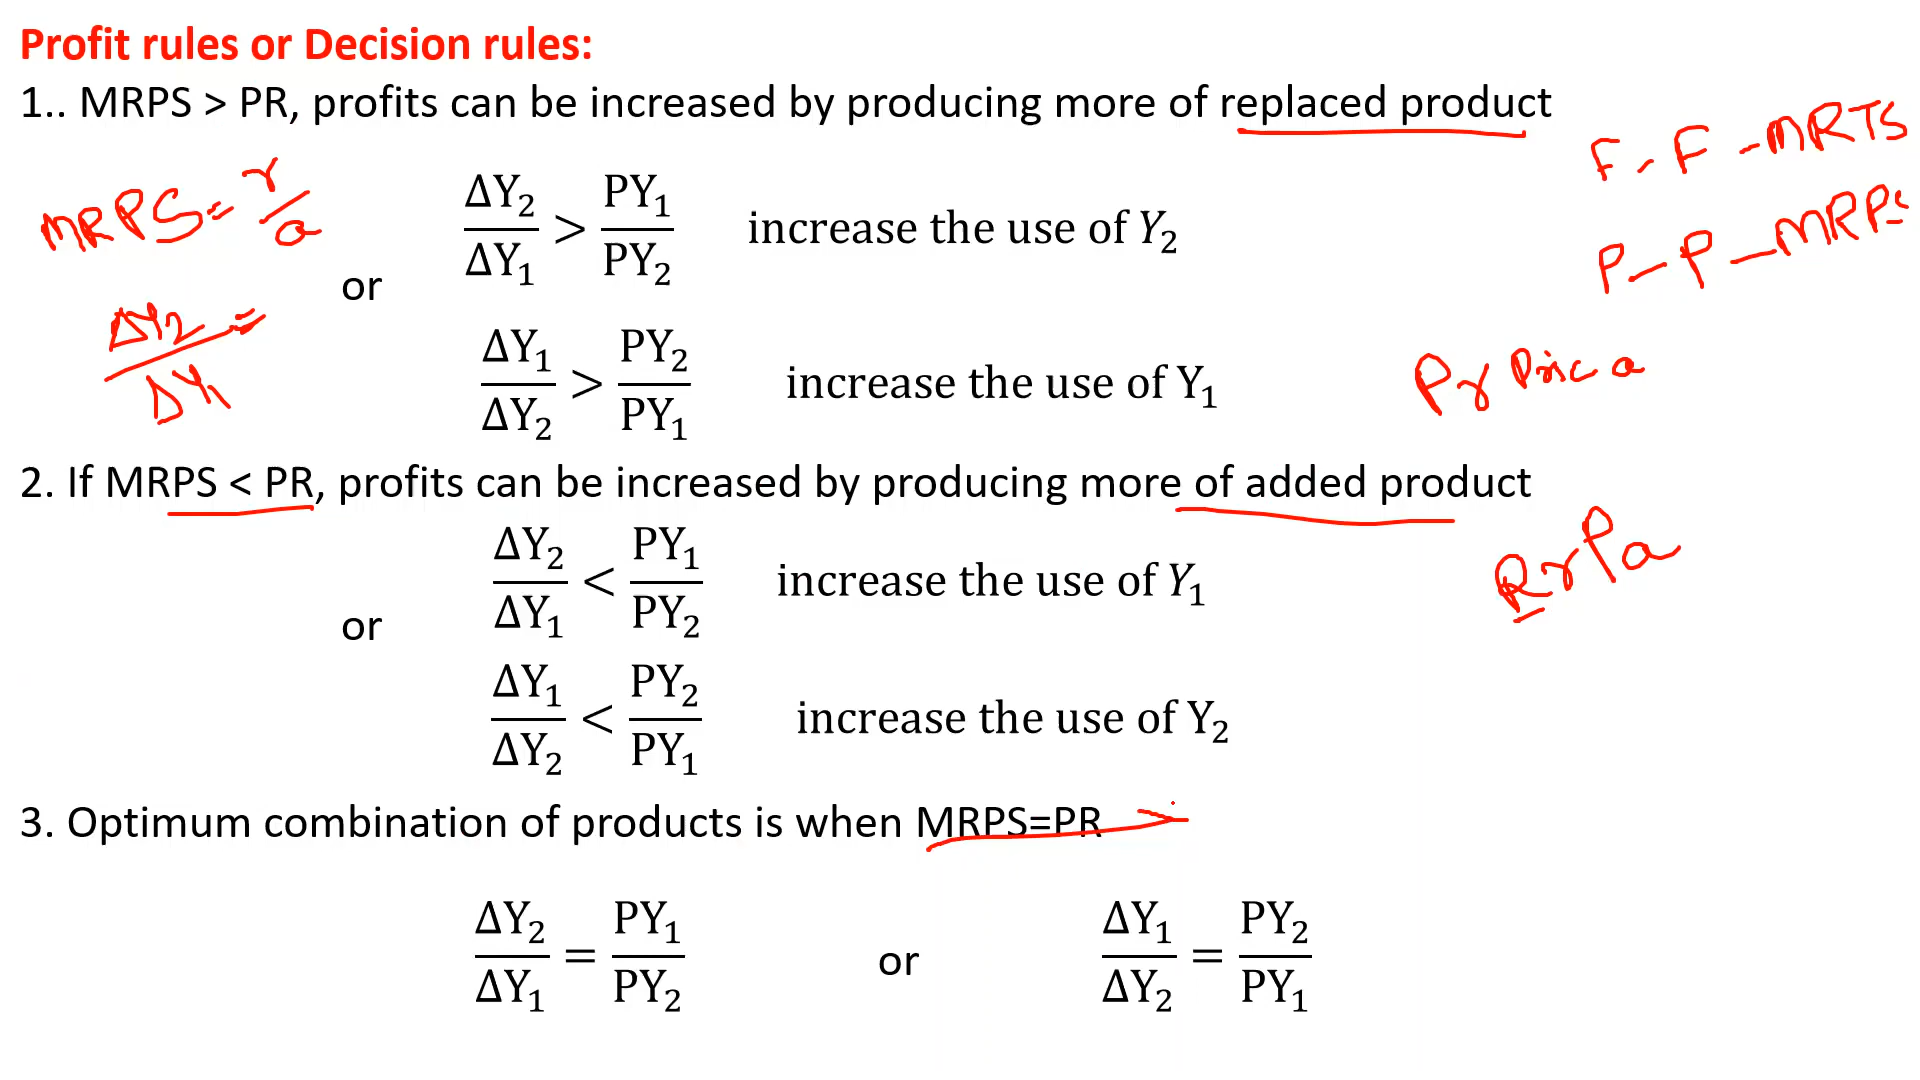 Profit rules or Decision rules:
1.. MRPS > PR, profits can be increased by producing more of replaced product
F - F - MRTS
MRPS = r/a
ΔY₂/ΔY₁ > PY₁/PY₂ increase the use of Y₂
P - P - MRPS
or
ΔY₂/ΔY₁ =
ΔY₁/ΔY₂ > PY₂/PY₁ increase the use of Y₁
Pr a
2. If MRPS < PR, profits can be increased by producing more of added product
ΔY₂/ΔY₁ < PY₁/PY₂ increase the use of Y₁
RrPa
or
ΔY₁/ΔY₂ < PY₂/PY₁ increase the use of Y₂
3. Optimum combination of products is when MRPS=PR
ΔY₂/ΔY₁ = PY₁/PY₂ or ΔY₁/ΔY₂ = PY₂/PY₁